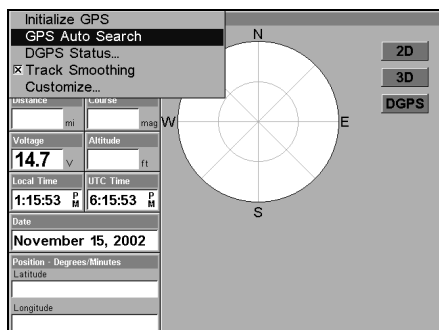 Initialize GPS
GPS Auto Search
DGPS Status...
Track Smoothing
Customize...
Distance Course
mi mag
Voltage Altitude
14.7 V ft
Local Time UTC Time
1:15:53 PM 6:15:53 PM
Date
November 15, 2002
Position - Degrees/Minutes
Latitude
Longitude
N
W E
S
2D
3D
DGPS